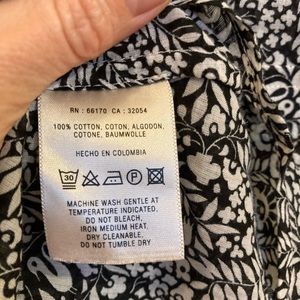 RN : 66170 CA : 32054
100% COTTON, COTON, ALGODON,
COTONE, BAUMWOLLE
HECHO EN COLOMBIA
30 P
MACHINE WASH GENTLE AT
TEMPERATURE INDICATED.
DO NOT BLEACH.
IRON MEDIUM HEAT,
DRY CLEANABLE,
DO NOT TUMBLE DRY